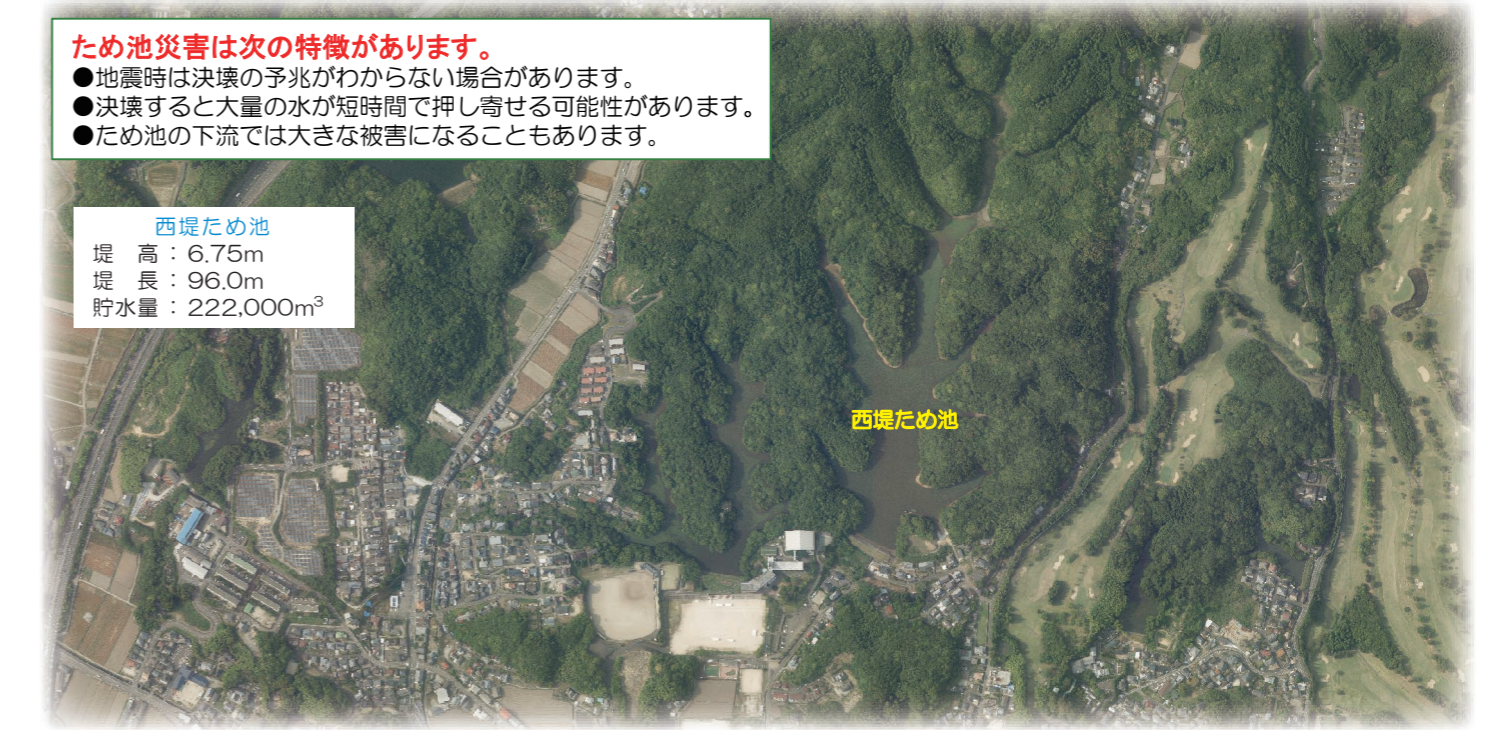 ため池災害は次の特徴があります。
●地震時は決壊の予兆がわからない場合があります。
●決壊すると大量の水が短時間で押し寄せる可能性があります。
●ため池の下流では大きな被害になることもあります。
西堤ため池
堤　高：6.75m
堤　長：96.0m
貯水量：222,000m³
西堤ため池